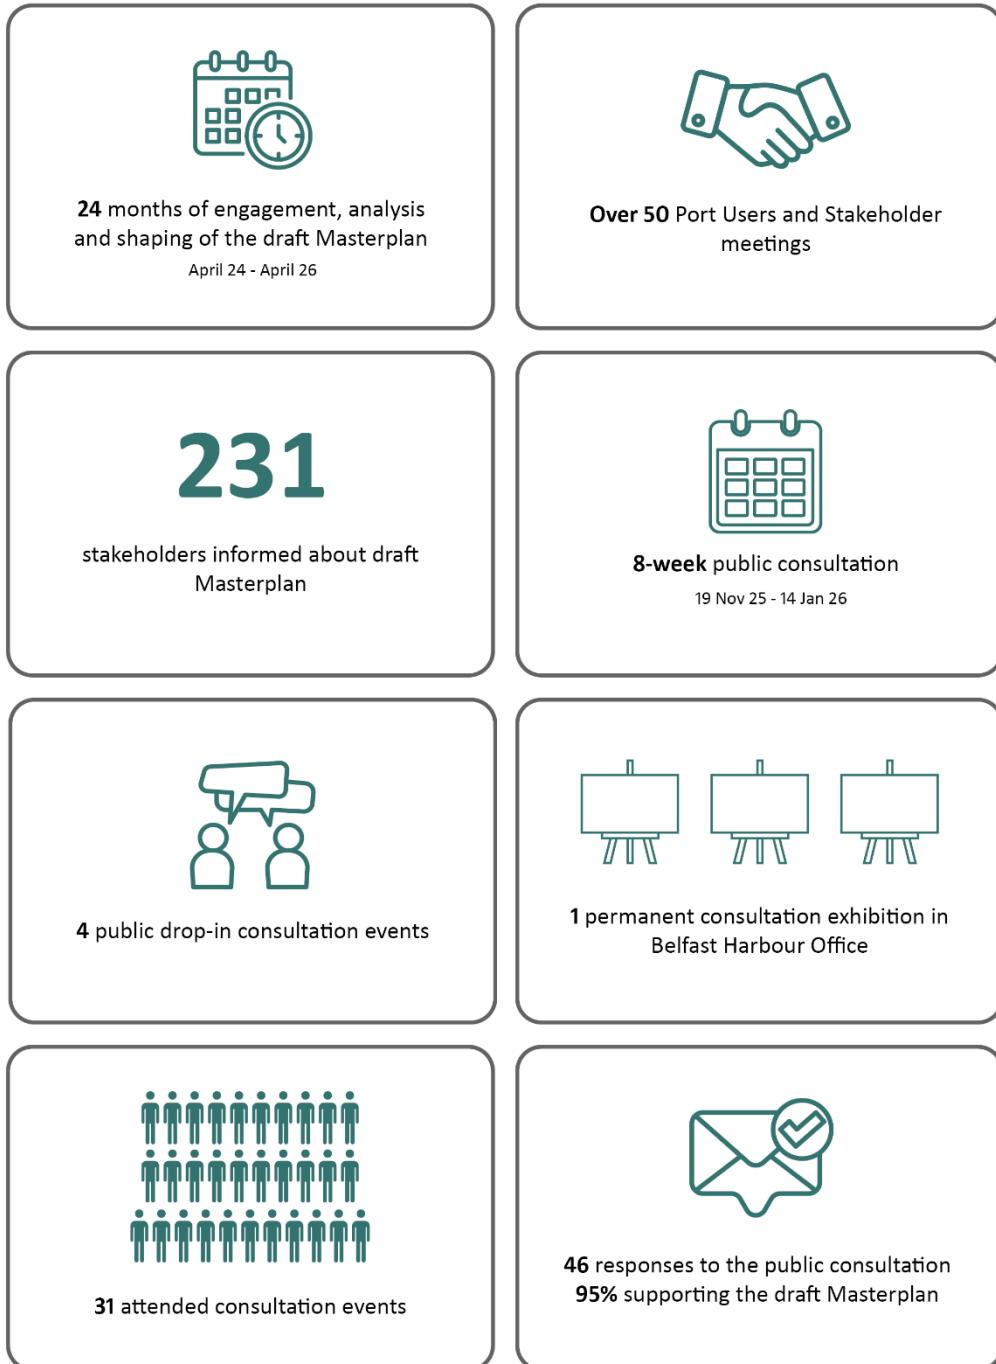 24 months of engagement, analysis
and shaping of the draft Masterplan
April 24 - April 26
Over 50 Port Users and Stakeholder
meetings
231
stakeholders informed about draft
Masterplan
8-week public consultation
19 Nov 25 - 14 Jan 26
4 public drop-in consultation events
1 permanent consultation exhibition in
Belfast Harbour Office
31 attended consultation events
46 responses to the public consultation
95% supporting the draft Masterplan